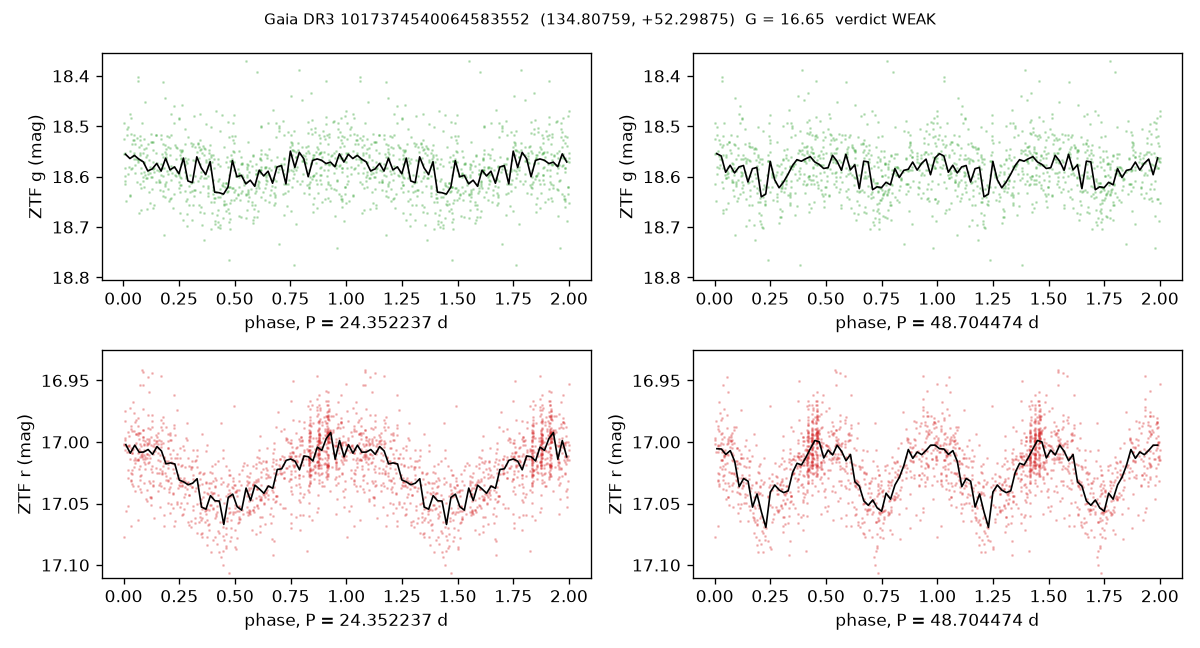 Gaia DR3 1017374540064583552 (134.80759, +52.29875) G = 16.65 verdict WEAK
ZTF g (mag)
18.4
18.5
18.6
18.7
18.8
0.00 0.25 0.50 0.75 1.00 1.25 1.50 1.75 2.00
phase, P = 24.352237 d
ZTF g (mag)
18.4
18.5
18.6
18.7
18.8
0.00 0.25 0.50 0.75 1.00 1.25 1.50 1.75 2.00
phase, P = 48.704474 d
ZTF r (mag)
16.95
17.00
17.05
17.10
0.00 0.25 0.50 0.75 1.00 1.25 1.50 1.75 2.00
phase, P = 24.352237 d
ZTF r (mag)
16.95
17.00
17.05
17.10
0.00 0.25 0.50 0.75 1.00 1.25 1.50 1.75 2.00
phase, P = 48.704474 d